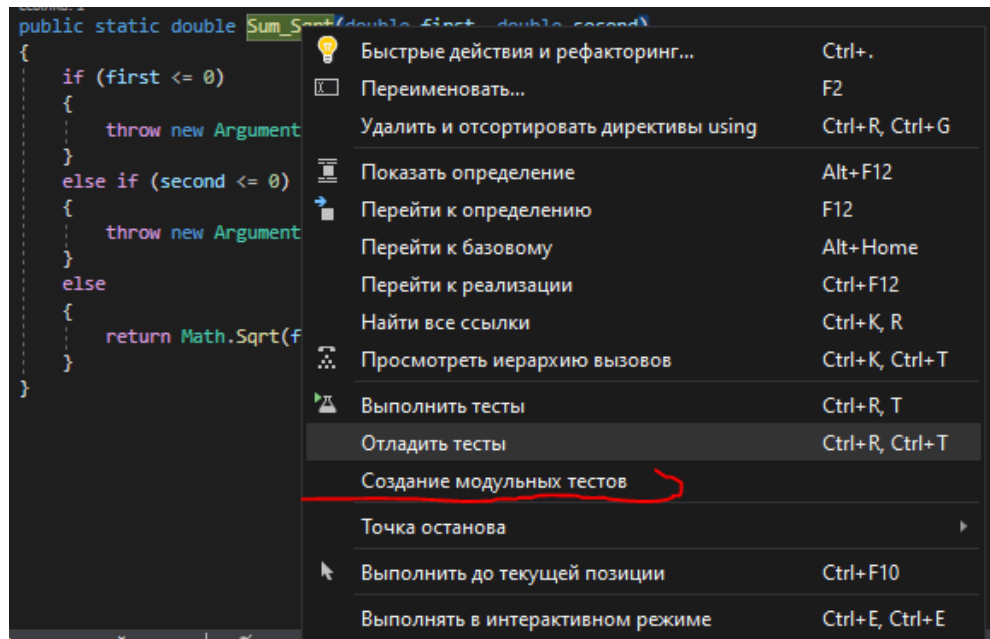 public static double Sum_Sqrt(double first, double second)
{
if (first <= 0)
{
throw new Argument
}
else if (second <= 0)
{
throw new Argument
}
else
{
return Math.Sqrt(f
}
}
Быстрые действия и рефакторинг... Ctrl+.
Переименовать... F2
Удалить и отсортировать директивы using Ctrl+R, Ctrl+G
Показать определение Alt+F12
Перейти к определению F12
Перейти к базовому Alt+Home
Перейти к реализации Ctrl+F12
Найти все ссылки Ctrl+K, R
Просмотреть иерархию вызовов Ctrl+K, Ctrl+T
Выполнить тесты Ctrl+R, T
Отладить тесты Ctrl+R, Ctrl+T
Создание модульных тестов
Точка останова
Выполнить до текущей позиции Ctrl+F10
Выполнять в интерактивном режиме Ctrl+E, Ctrl+E